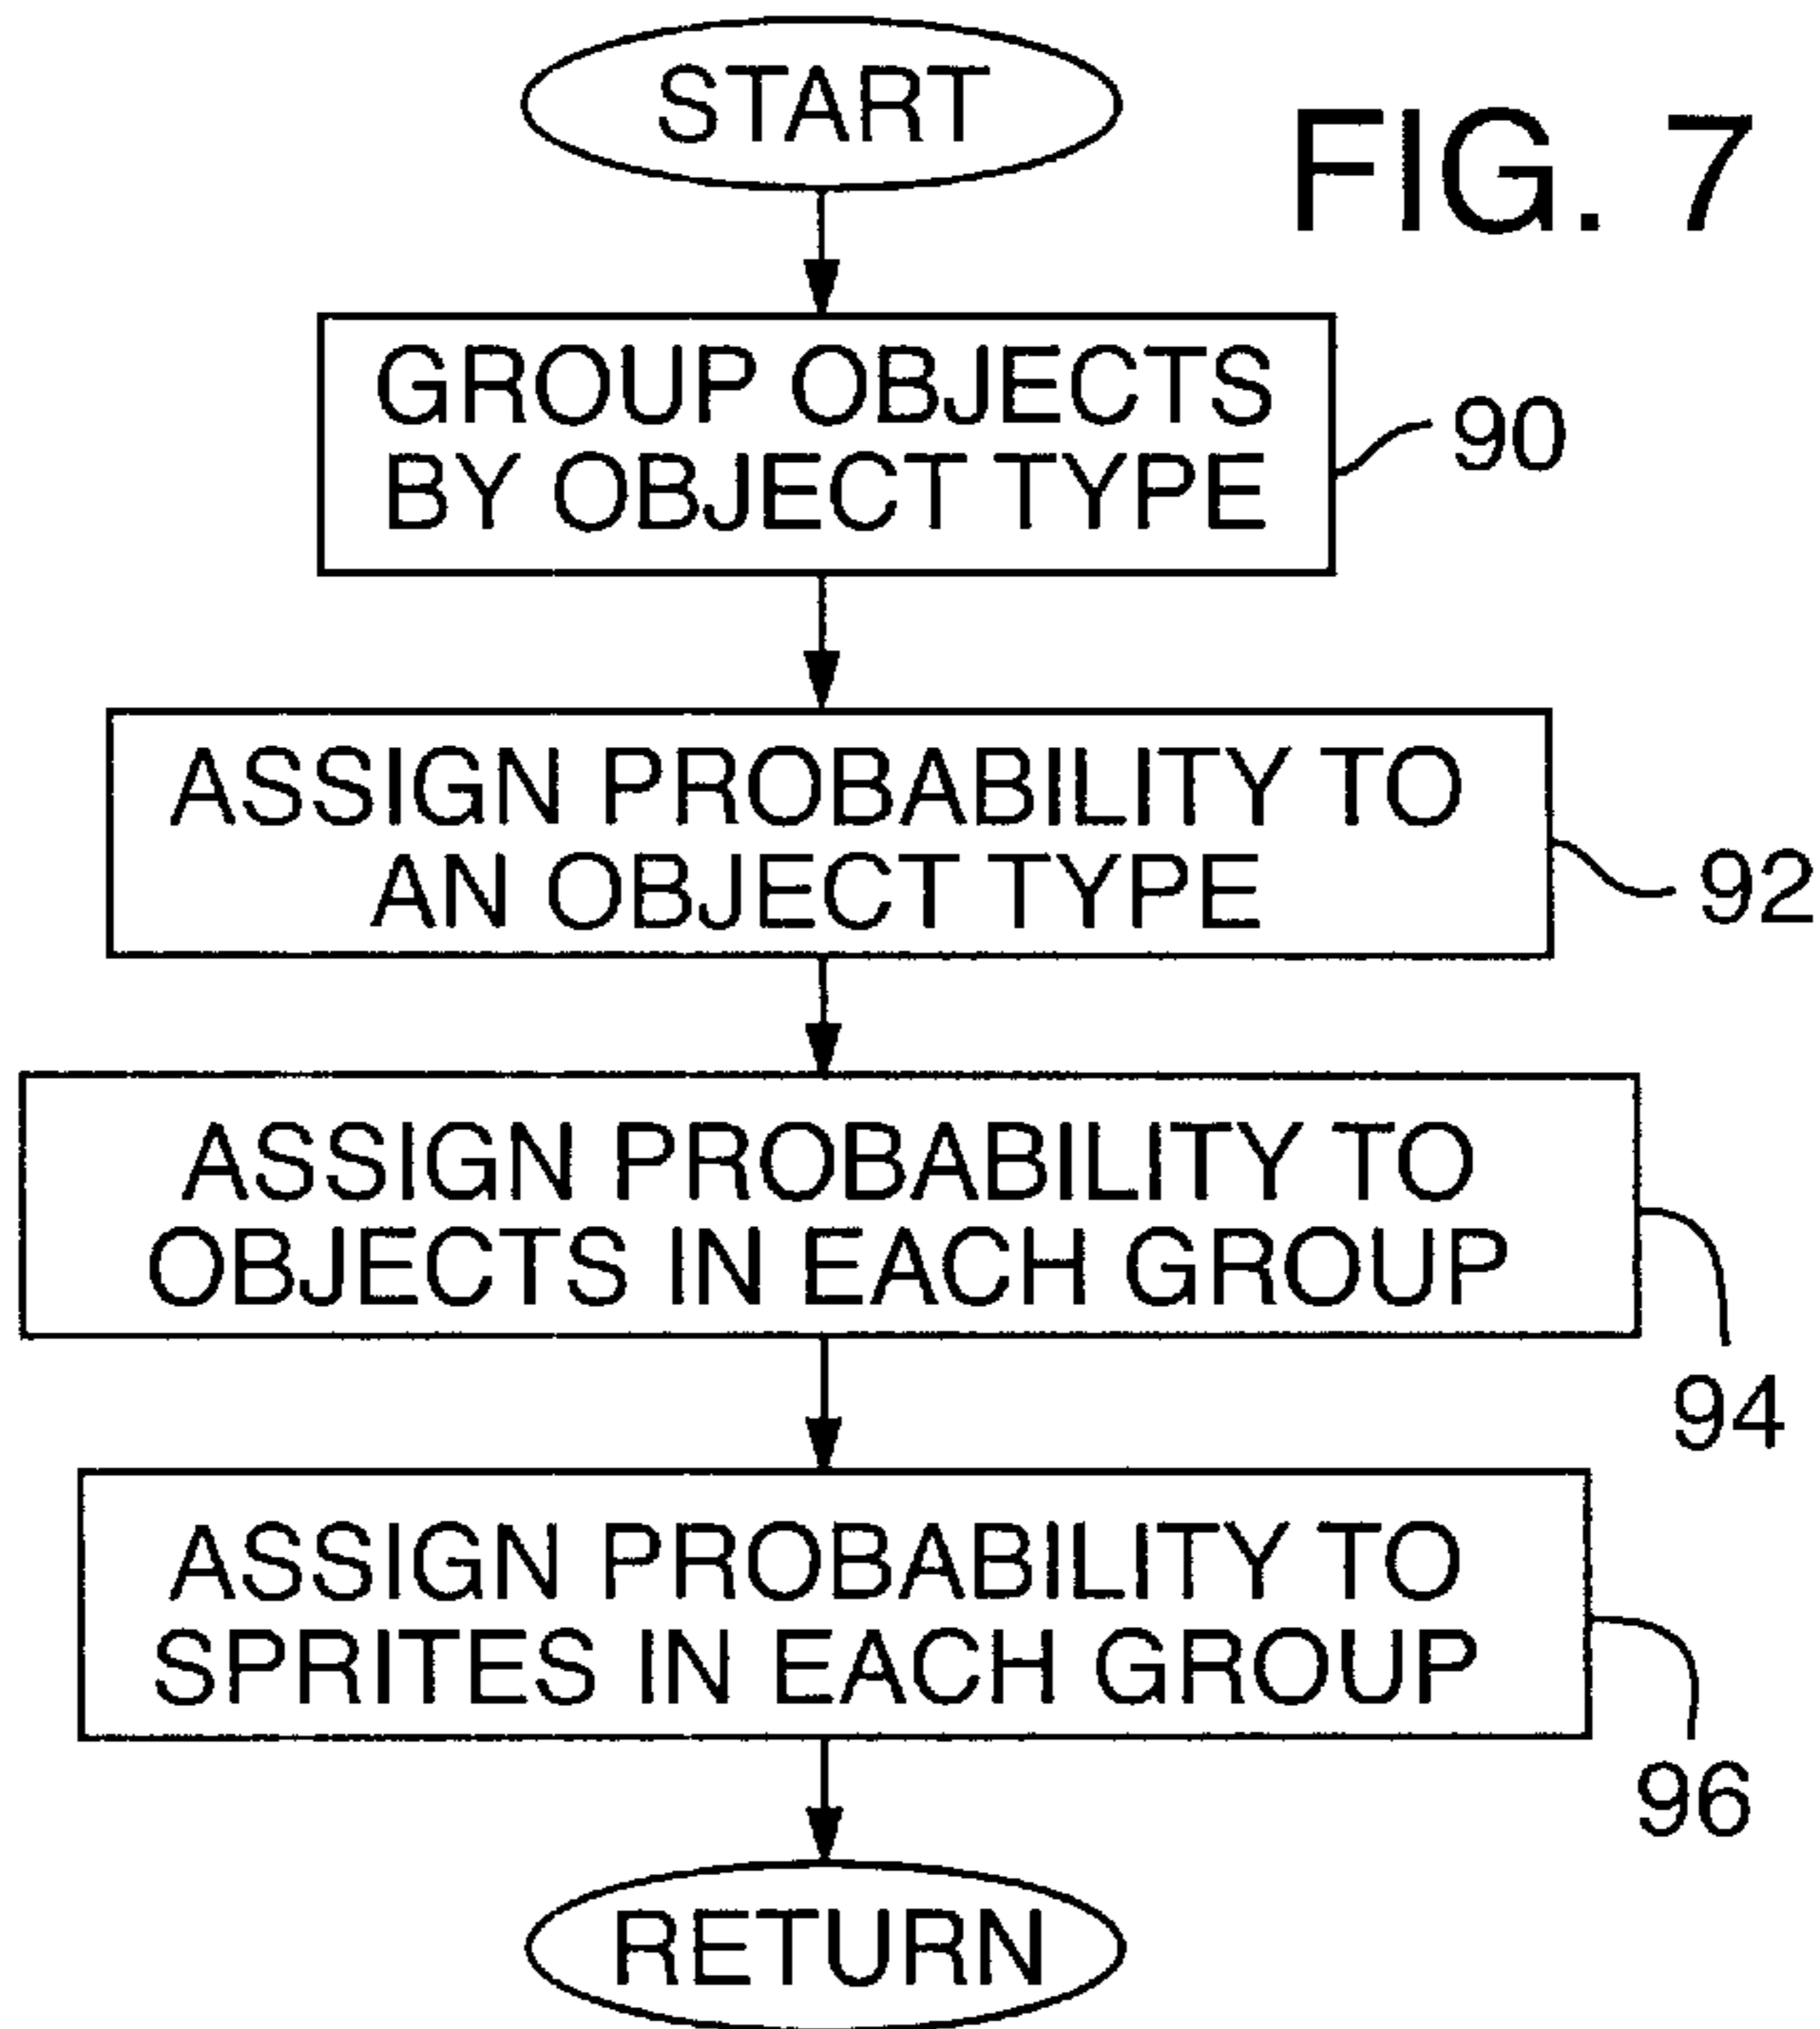 START
FIG. 7
GROUP OBJECTS
BY OBJECT TYPE
90
ASSIGN PROBABILITY TO
AN OBJECT TYPE
92
ASSIGN PROBABILITY TO
OBJECTS IN EACH GROUP
94
ASSIGN PROBABILITY TO
SPRITES IN EACH GROUP
96
RETURN